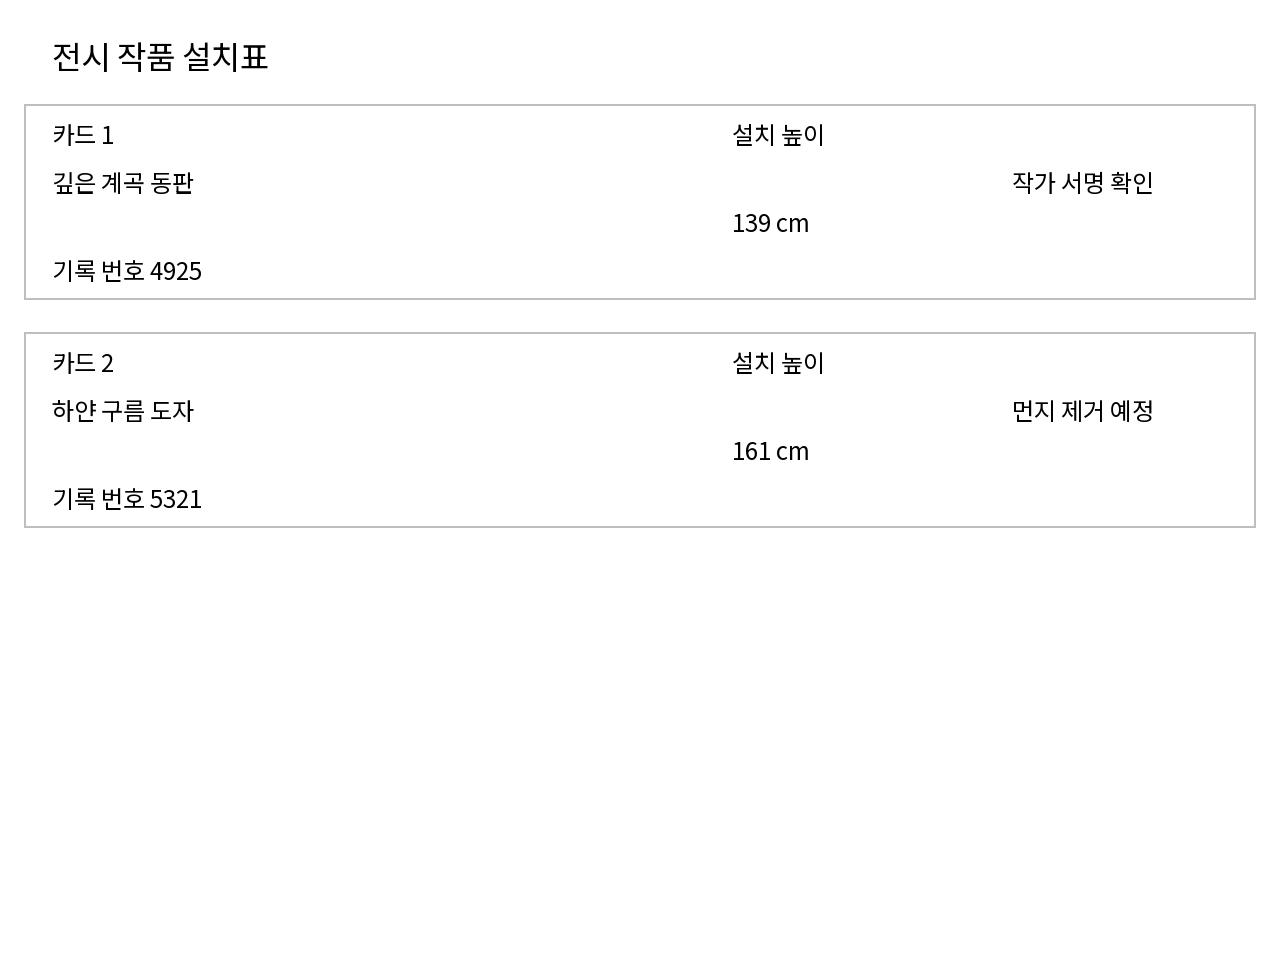 전시 작품 설치표
카드 1
설치 높이
깊은 계곡 동판
작가 서명 확인
139 cm
기록 번호 4925
카드 2
설치 높이
하얀 구름 도자
먼지 제거 예정
161 cm
기록 번호 5321